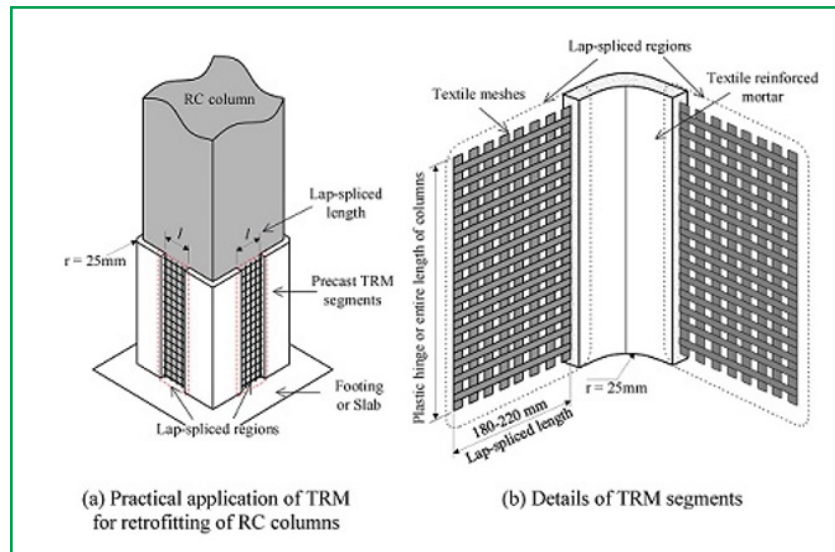 RC column
Lap-spliced
length
l
l
r = 25mm
Precast TRM
segments
Footing
or Slab
Lap-spliced regions
(a) Practical application of TRM
for retrofitting of RC columns
Lap-spliced regions
Textile meshes
Textile reinforced
mortar
Plastic hinge or entire length of columns
r = 25mm
180-220 mm
Lap-spliced length
(b) Details of TRM segments